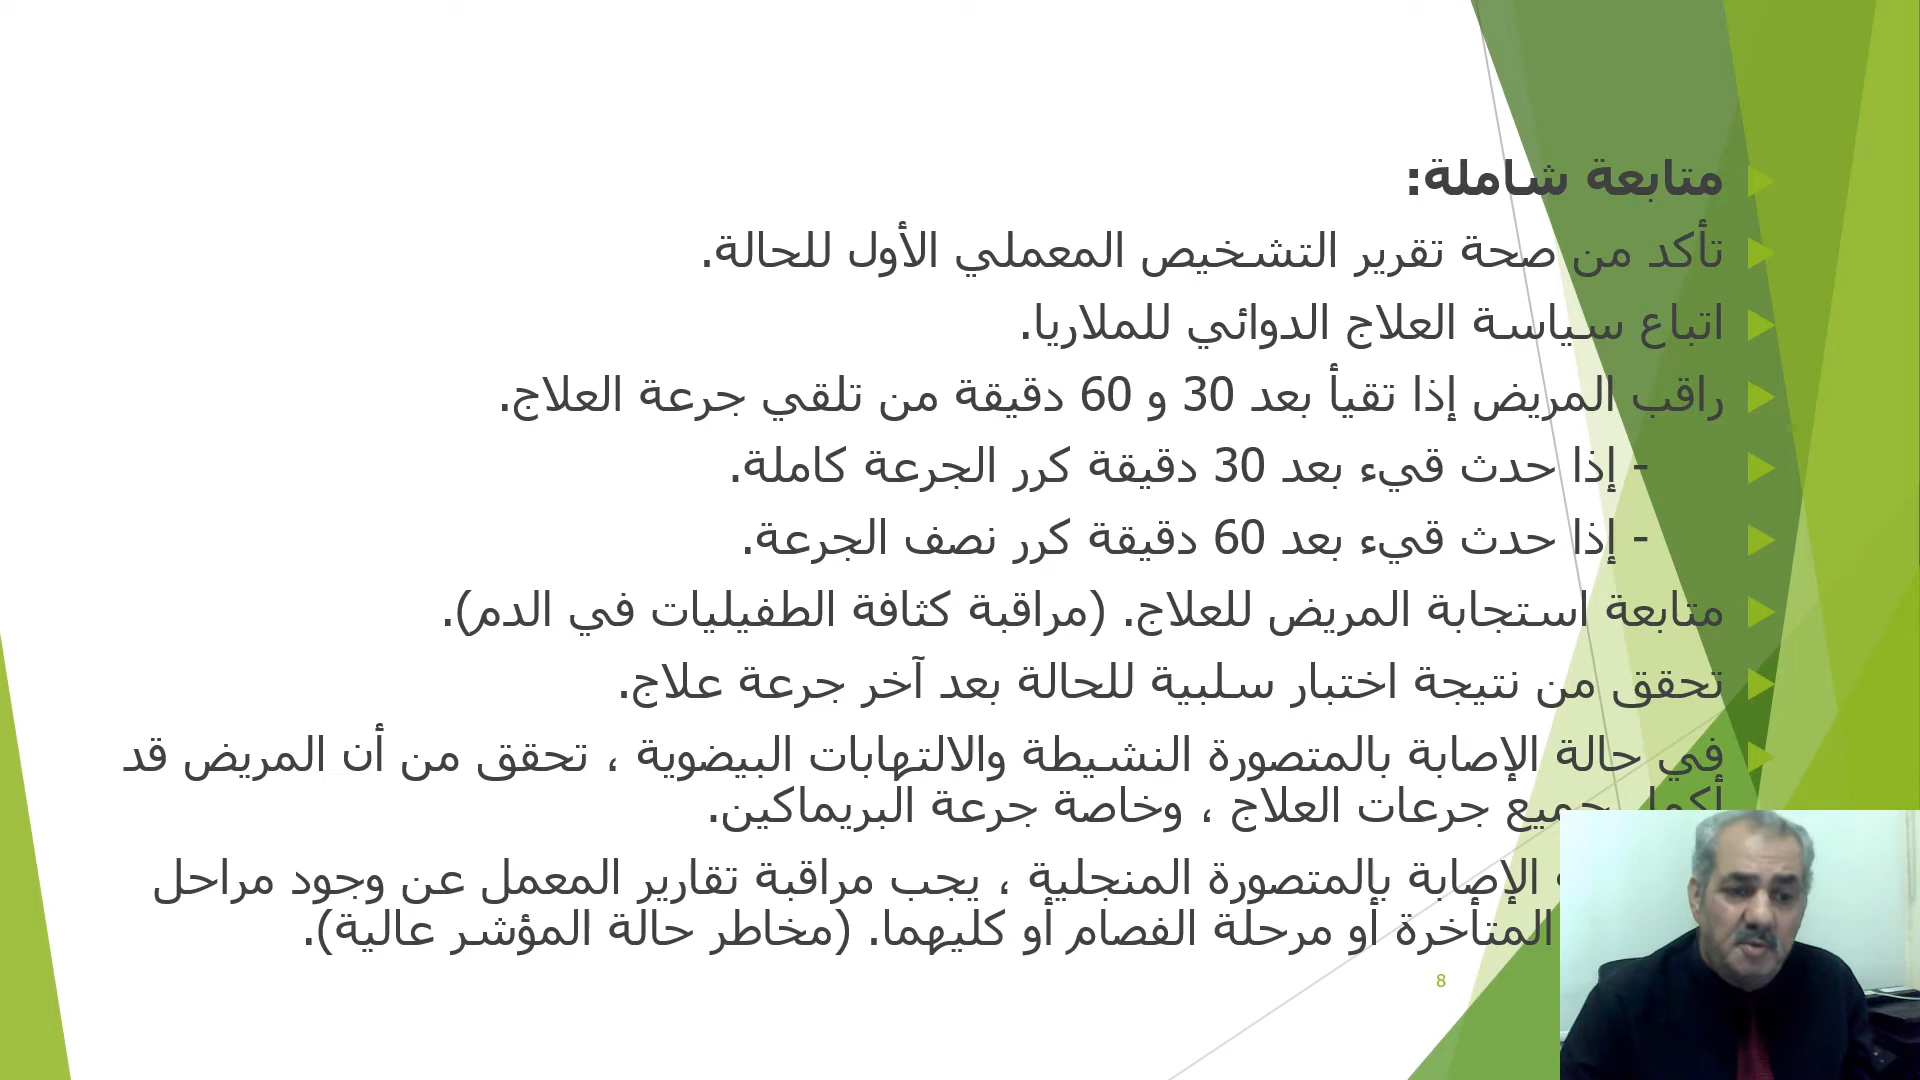 متابعة شاملة:
تأكد من صحة تقرير التشخيص المعملي الأول للحالة.
اتباع سياسة العلاج الدوائي للملاريا.
راقب المريض إذا تقيأ بعد 30 و 60 دقيقة من تلقي جرعة العلاج.
- إذا حدث قيء بعد 30 دقيقة كرر الجرعة كاملة.
- إذا حدث قيء بعد 60 دقيقة كرر نصف الجرعة.
متابعة استجابة المريض للعلاج. (مراقبة كثافة الطفيليات في الدم).
تحقق من نتيجة اختبار سلبية للحالة بعد آخر جرعة علاج.
في حالة الإصابة بالمتصورة النشيطة والالتهابات البيضوية ، تحقق من أن المريض قد
أكمل جميع جرعات العلاج ، وخاصة جرعة البريماكين.
الإصابة بالمتصورة المنجلية ، يجب مراقبة تقارير المعمل عن وجود مراحل
المتأخرة أو مرحلة الفصام أو كليهما. (مخاطر حالة المؤشر عالية).
8